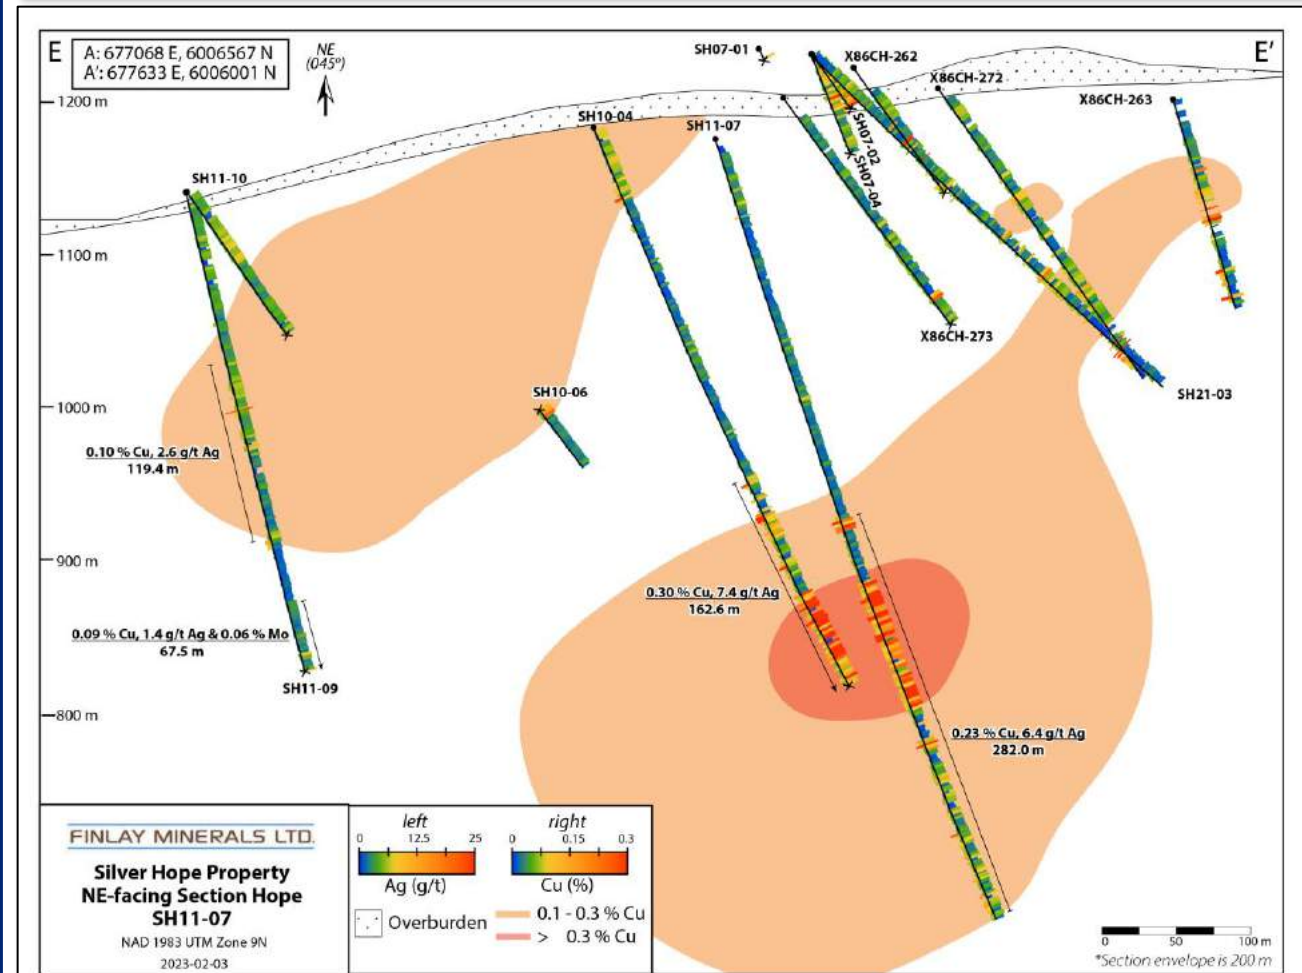 E
A: 677068 E, 6006567 N
A': 677633 E, 6006001 N
NE
(045°)
E'
SH07-01
X86CH-262
X86CH-272
X86CH-263
1200 m
SH10-04
SH11-07
SH07-02
SH07-04
SH11-10
1100 m
X86CH-273
SH10-06
SH21-03
1000 m
0.10 % Cu, 2.6 g/t Ag
119.4 m
900 m
0.30 % Cu, 7.4 g/t Ag
162.6 m
0.09 % Cu, 1.4 g/t Ag & 0.06 % Mo
67.5 m
SH11-09
800 m
0.23 % Cu, 6.4 g/t Ag
282.0 m
FINLAY MINERALS LTD.
Silver Hope Property
NE-facing Section Hope
SH11-07
NAD 1983 UTM Zone 9N
2023-02-03
left
0 12.5 25
Ag (g/t)
right
0 0.15 0.3
Cu (%)
Overburden
0.1 - 0.3 % Cu
> 0.3 % Cu
0 50 100 m
*Section envelope is 200 m